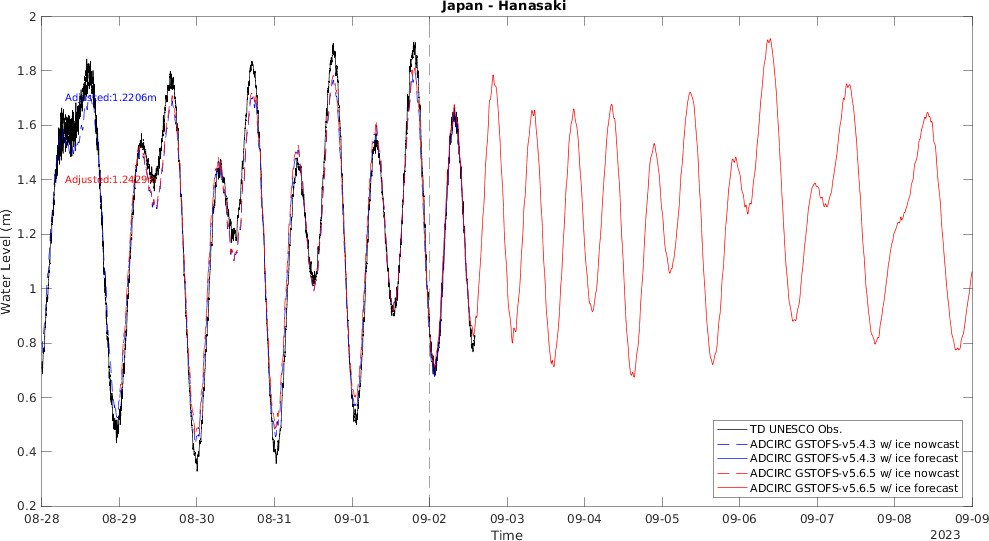 Japan - Hanasaki
2
1.8
1.6
1.4
1.2
1
0.8
0.6
0.4
0.2
Water Level (m)
Adjusted:1.2206m
Adjusted:1.2429m
TD UNESCO Obs.
ADCIRC GSTOFS-v5.4.3 w/ ice nowcast
ADCIRC GSTOFS-v5.4.3 w/ ice forecast
ADCIRC GSTOFS-v5.6.5 w/ ice nowcast
ADCIRC GSTOFS-v5.6.5 w/ ice forecast
08-28 08-29 08-30 08-31 09-01 09-02 09-03 09-04 09-05 09-06 09-07 09-08 09-09
Time
2023